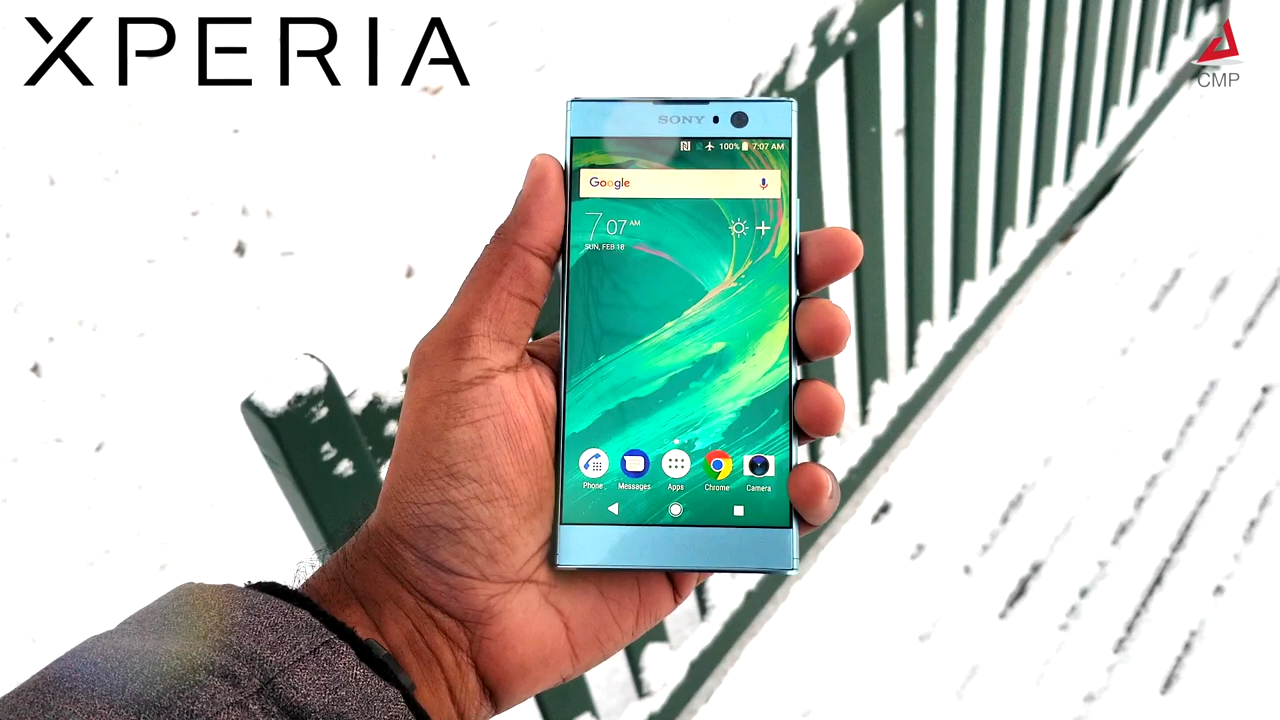 XPERIA
CMP
SONY
100% 7:07 AM
Google
7 07 AM
SUN, FEB 18
Phone Messages Apps Chrome Camera